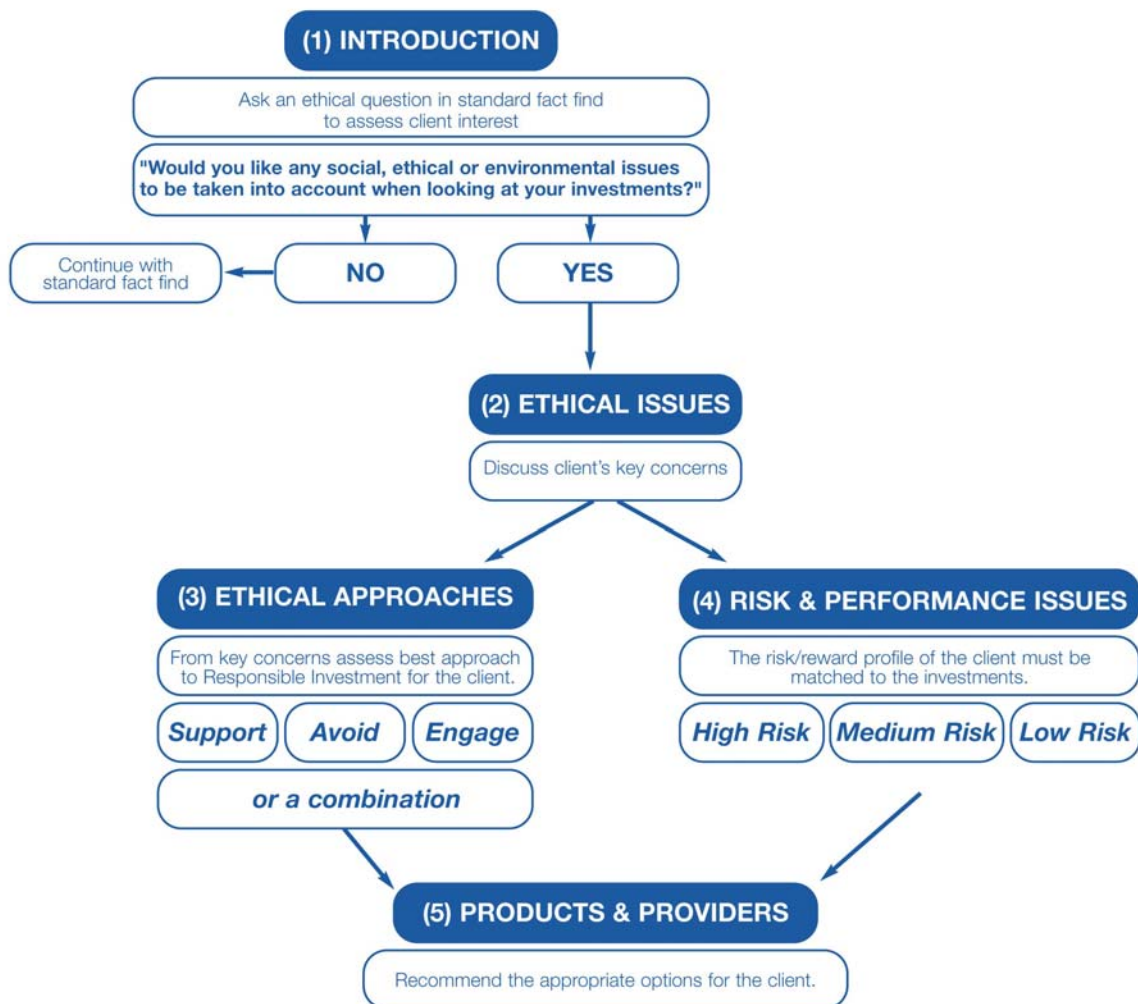 (1) INTRODUCTION
Ask an ethical question in standard fact find
to assess client interest
"Would you like any social, ethical or environmental issues
to be taken into account when looking at your investments?"
Continue with
standard fact find
NO
YES
(2) ETHICAL ISSUES
Discuss client's key concerns
(3) ETHICAL APPROACHES
From key concerns assess best approach
to Responsible Investment for the client.
Support
Avoid
Engage
or a combination
(4) RISK & PERFORMANCE ISSUES
The risk/reward profile of the client must be
matched to the investments.
High Risk
Medium Risk
Low Risk
(5) PRODUCTS & PROVIDERS
Recommend the appropriate options for the client.